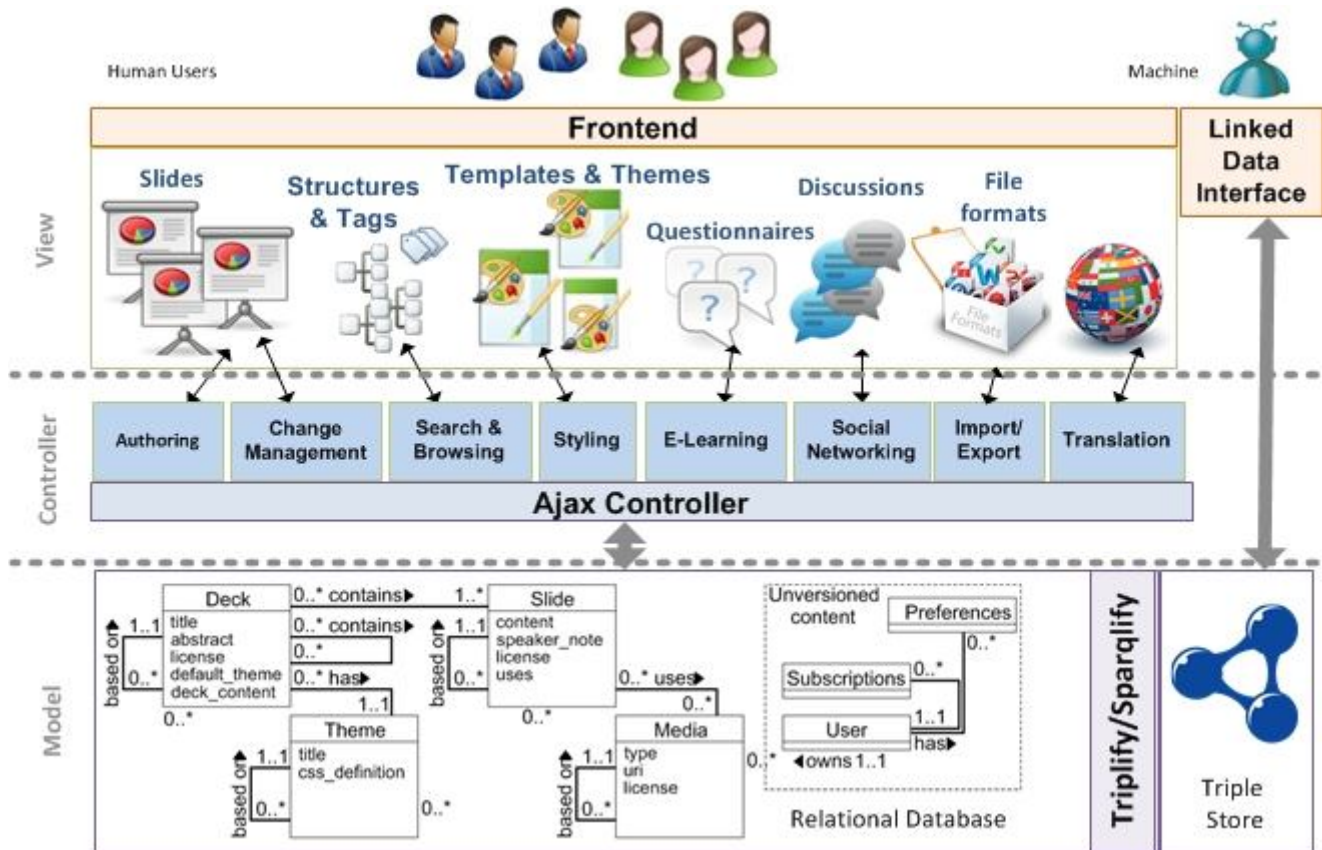 Human Users
Machine
Frontend
Linked
Data
Interface
View
Slides
Structures
& Tags
Templates & Themes
Questionnaires
Discussions
File
formats
W
File
Formats
?
?
?
Controller
Authoring
Change
Management
Search &
Browsing
Styling
E-Learning
Social
Networking
Import/
Export
Translation
Ajax Controller
Model
Deck
title
abstract
license
default_theme
deck_content
based on
1..1
0..*
0..* contains
1..*
0..* contains
0..*
0..* has
1..1
0..*
Slide
content
speaker_note
license
uses
based on
1..1
0..*
0..* uses
0..*
0..*
Theme
title
css_definition
based on
1..1
0..*
0..*
Media
type
uri
license
based on
1..1
0..*
0..*
Unversioned
content
Preferences
0..*
Subscriptions
0..*
User
1..1
has
owns 1..1
Relational Database
Triplify/Sparqlify
Triple
Store